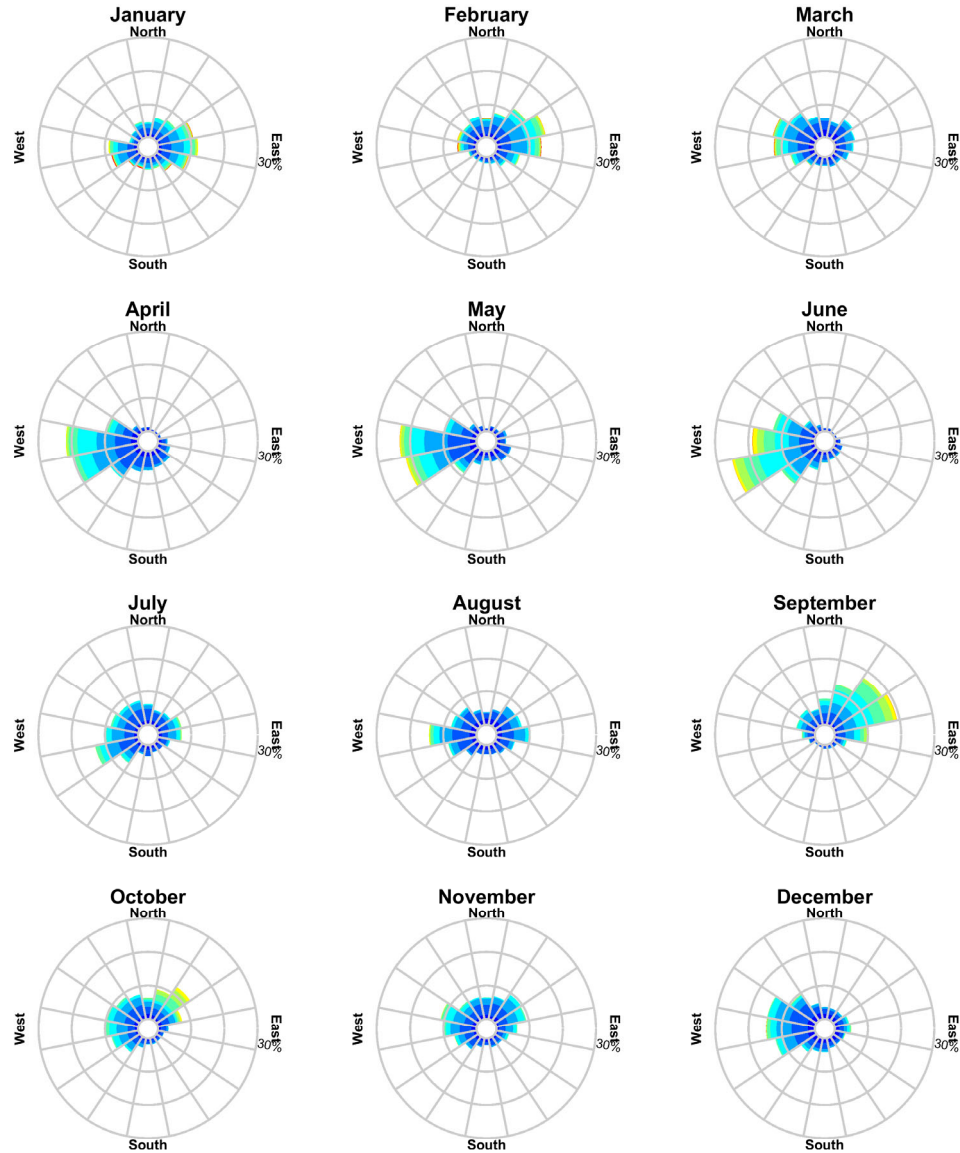 January February March
North North North
West East 30% West East 30% West East 30%
South South South
April May June
North North North
West East 30% West East 30% West East 30%
South South South
July August September
North North North
West East 30% West East 30% West East 30%
South South South
October November December
North North North
West East 30% West East 30% West East 30%
South South South